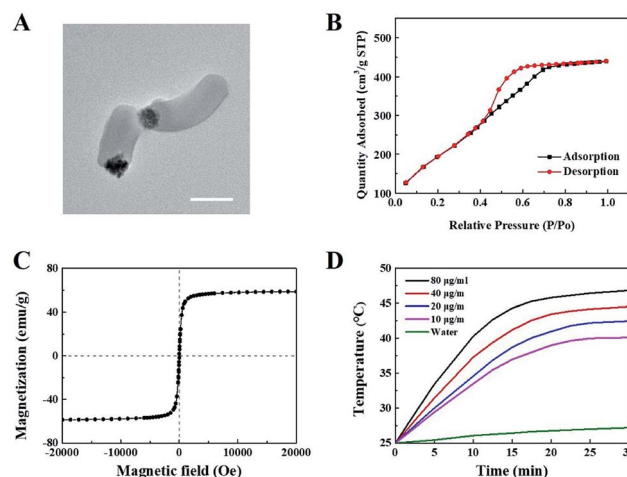 A
B
Quantity Adsorbed (cm³/g STP)
500
400
300
200
100
0.0 0.2 0.4 0.6 0.8 1.0
Adsorption
Desorption
Relative Pressure (P/Po)
C
Magnetization (emu/g)
80
40
0
-40
-80
-20000 -10000 0 10000 20000
Magnetic field (Oe)
D
Temperature (°C)
50
45
40
35
30
25
80 µg/ml
40 µg/m
20 µg/m
10 µg/m
Water
0 5 10 15 20 25 3
Time (min)